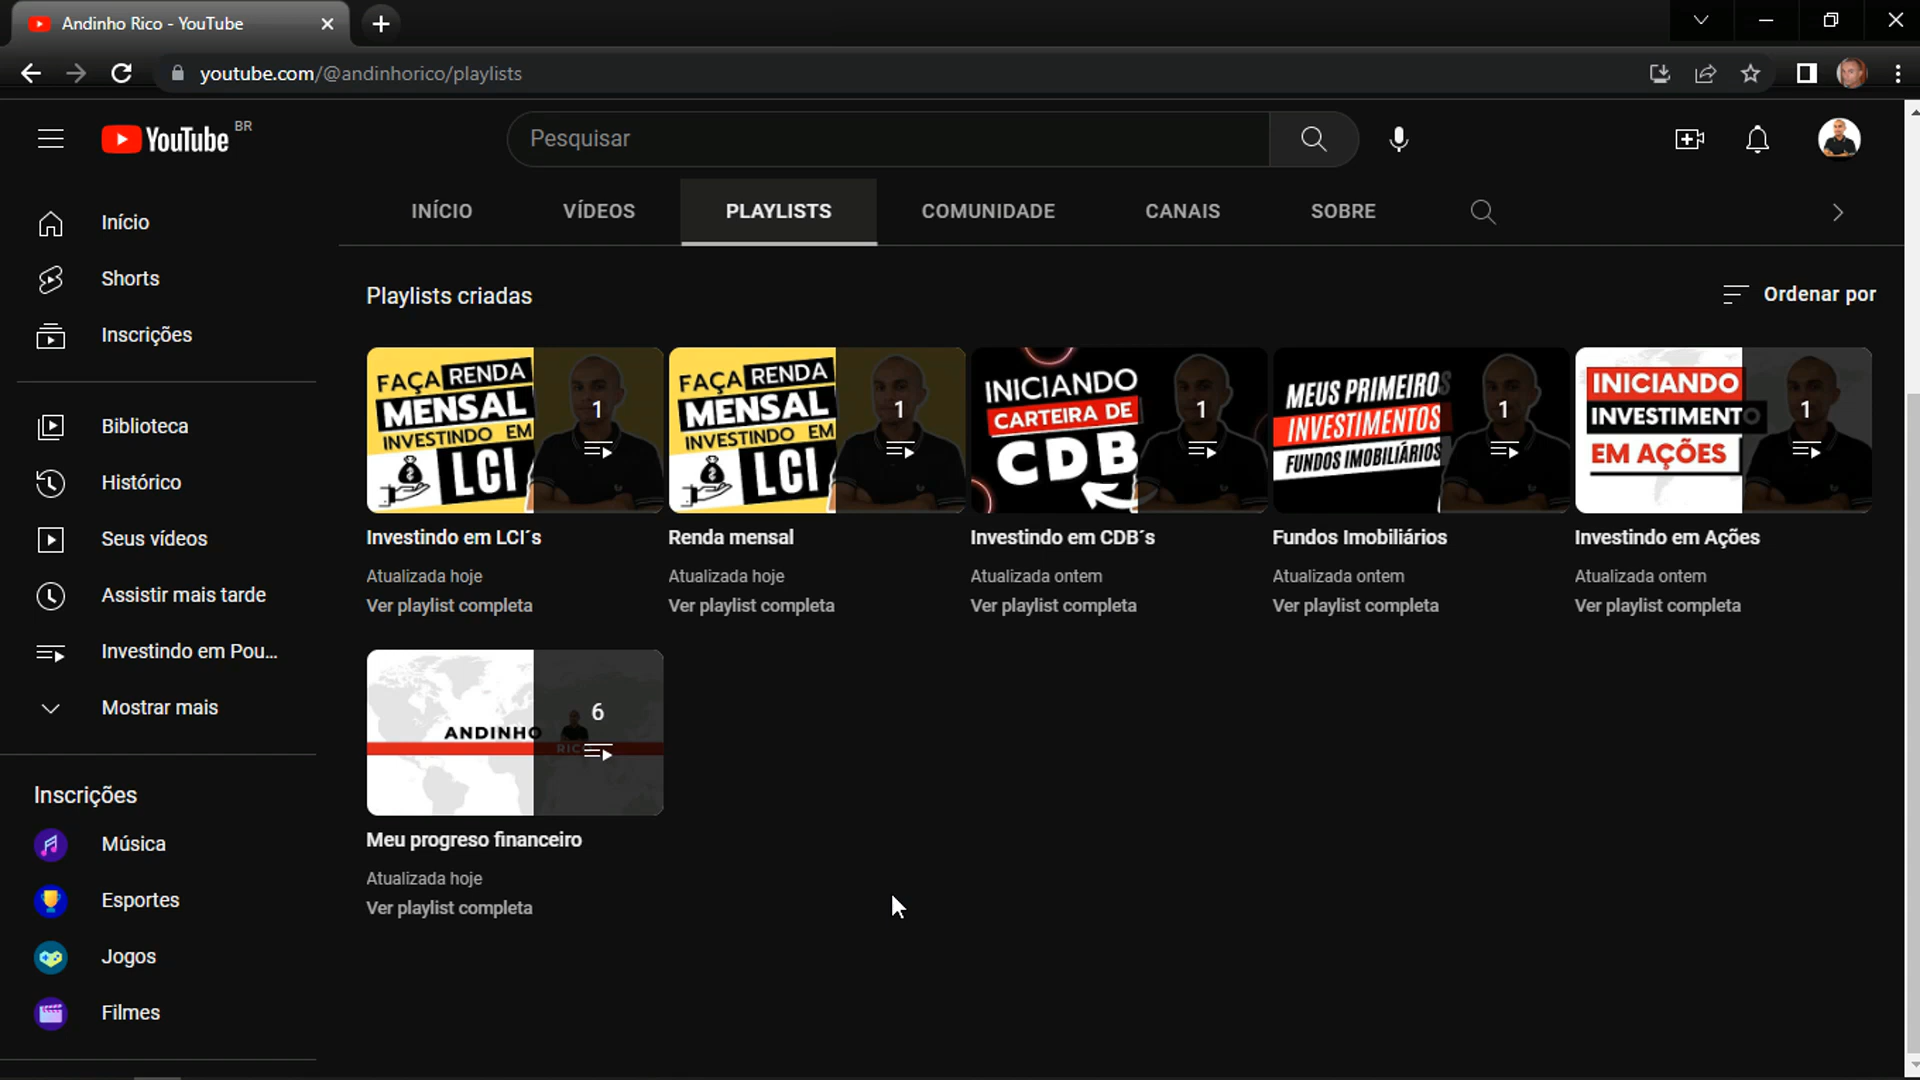 Andinho Rico - YouTube
youtube.com/@andinhorico/playlists
YouTube BR
Pesquisar
INÍCIO
VÍDEOS
PLAYLISTS
COMUNIDADE
CANAIS
SOBRE
Início
Shorts
Inscrições
Biblioteca
Histórico
Seus vídeos
Assistir mais tarde
Investindo em Pou...
Mostrar mais
Inscrições
Música
Esportes
Jogos
Filmes
Playlists criadas
Ordenar por
FAÇA RENDA
MENSAL
INVESTINDO EM
LCI
1
Investindo em LCI´s
Atualizada hoje
Ver playlist completa
FAÇA RENDA
MENSAL
INVESTINDO EM
LCI
1
Renda mensal
Atualizada hoje
Ver playlist completa
INICIANDO
CARTEIRA DE
CDB
1
Investindo em CDB´s
Atualizada ontem
Ver playlist completa
MEUS PRIMEIROS
INVESTIMENTOS
FUNDOS IMOBILIÁRIOS
1
Fundos Imobiliários
Atualizada ontem
Ver playlist completa
INICIANDO
INVESTIMENTO
EM AÇÕES
1
Investindo em Ações
Atualizada ontem
Ver playlist completa
ANDINHO
RICO
6
Meu progreso financeiro
Atualizada hoje
Ver playlist completa